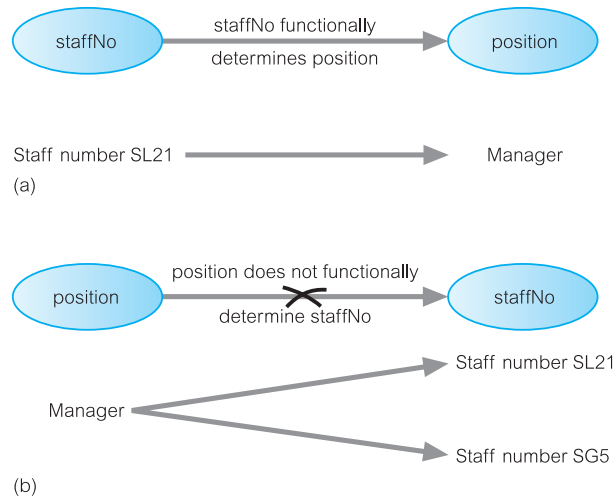 staffNo
staffNo functionally
determines position
position
Staff number SL21
Manager
(a)
position
position does not functionally
determine staffNo
staffNo
Manager
Staff number SL21
Staff number SG5
(b)